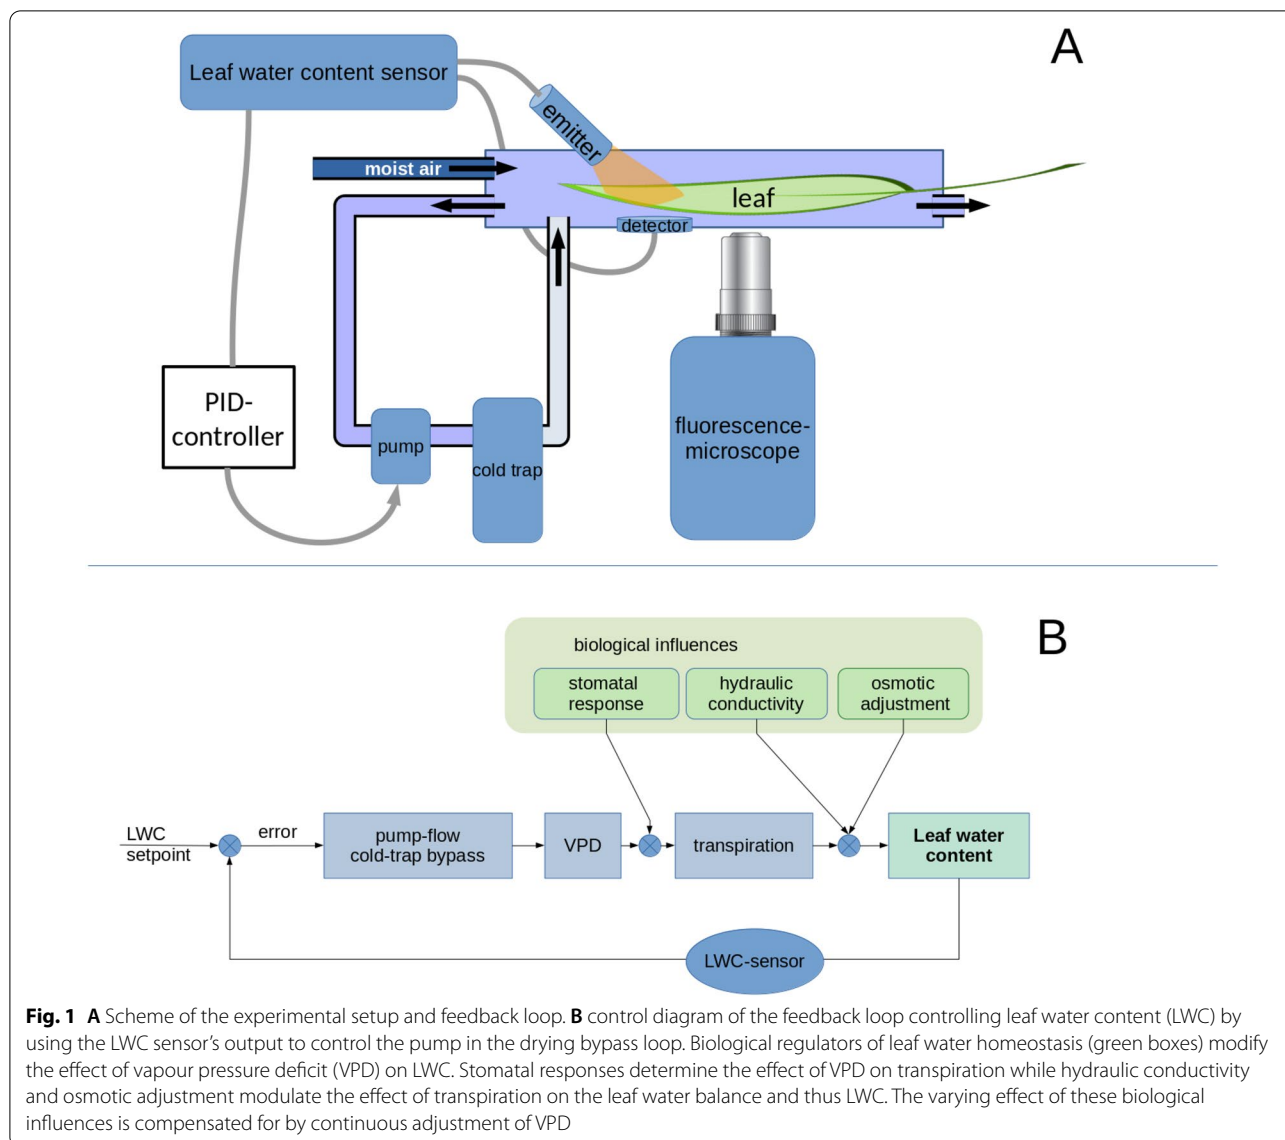 A
Leaf water content sensor
emitter
moist air
leaf
detector
PID-
controller
pump
cold trap
fluorescence-
microscope
B
biological influences
stomatal
response
hydraulic
conductivity
osmotic
adjustment
LWC
setpoint
error
pump-flow
cold-trap bypass
VPD
transpiration
Leaf water
content
LWC-sensor
Fig. 1 A Scheme of the experimental setup and feedback loop. B control diagram of the feedback loop controlling leaf water content (LWC) by
using the LWC sensor’s output to control the pump in the drying bypass loop. Biological regulators of leaf water homeostasis (green boxes) modify
the effect of vapour pressure deficit (VPD) on LWC. Stomatal responses determine the effect of VPD on transpiration while hydraulic conductivity
and osmotic adjustment modulate the effect of transpiration on the leaf water balance and thus LWC. The varying effect of these biological
influences is compensated for by continuous adjustment of VPD